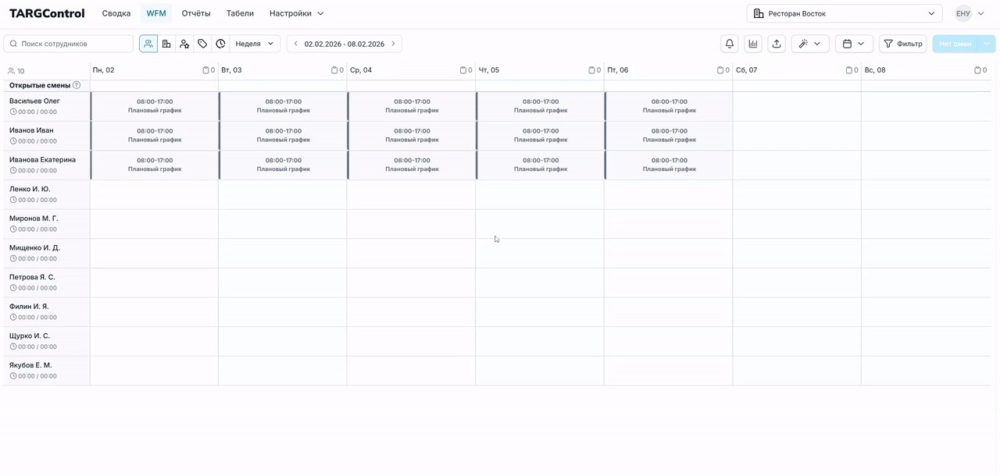 TARGControl Сводка WFM Отчёты Табели Настройки Ресторан Восток ЕНУ
Поиск сотрудников Неделя 02.02.2026 - 08.02.2026 Фильтр Нет смен
10 Пн, 02 0 Вт, 03 0 Ср, 04 0 Чт, 05 0 Пт, 06 0 Сб, 07 0 Вс, 08 0
Открытые смены ?
Васильев Олег 08:00-17:00 08:00-17:00 08:00-17:00 08:00-17:00 08:00-17:00
00:00 / 00:00 Плановый график Плановый график Плановый график Плановый график Плановый график
Иванов Иван 08:00-17:00 08:00-17:00 08:00-17:00 08:00-17:00 08:00-17:00
00:00 / 00:00 Плановый график Плановый график Плановый график Плановый график Плановый график
Иванова Екатерина 08:00-17:00 08:00-17:00 08:00-17:00 08:00-17:00 08:00-17:00
00:00 / 00:00 Плановый график Плановый график Плановый график Плановый график Плановый график
Ленко И. Ю.
00:00 / 00:00
Миронов М. Г.
00:00 / 00:00
Мищенко И. Д.
00:00 / 00:00
Петрова Я. С.
00:00 / 00:00
Филин И. Я.
00:00 / 00:00
Щурко И. С.
00:00 / 00:00
Якубов Е. М.
00:00 / 00:00